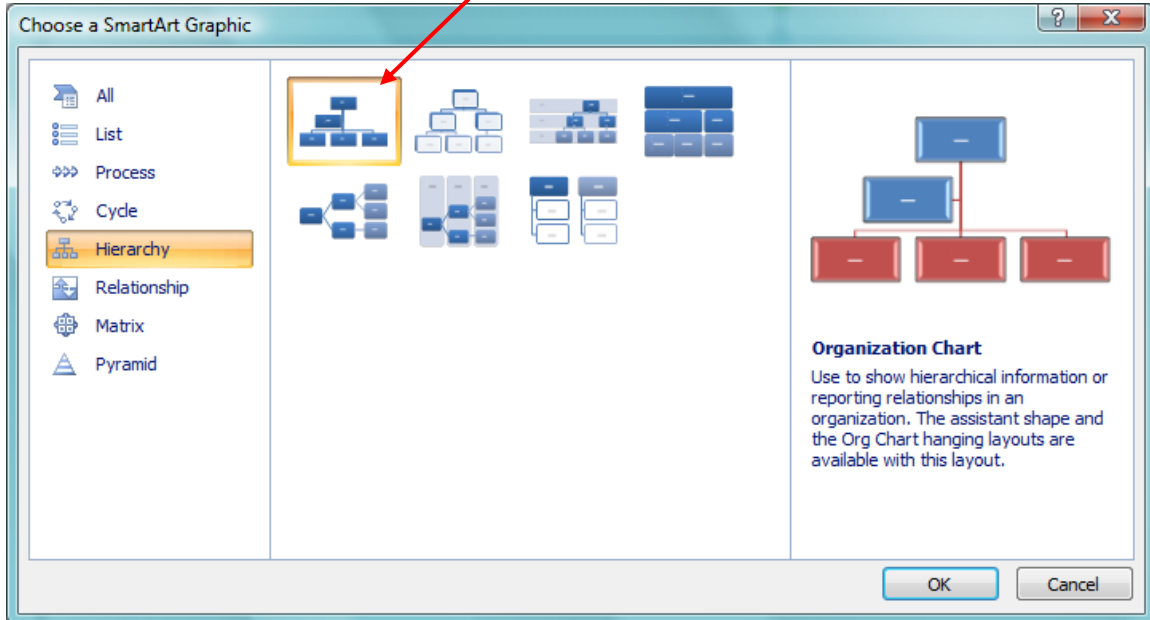 Choose a SmartArt Graphic
All
List
Process
Cycle
Hierarchy
Relationship
Matrix
Pyramid
Organization Chart
Use to show hierarchical information or
reporting relationships in an
organization. The assistant shape and
the Org Chart hanging layouts are
available with this layout.
OK
Cancel